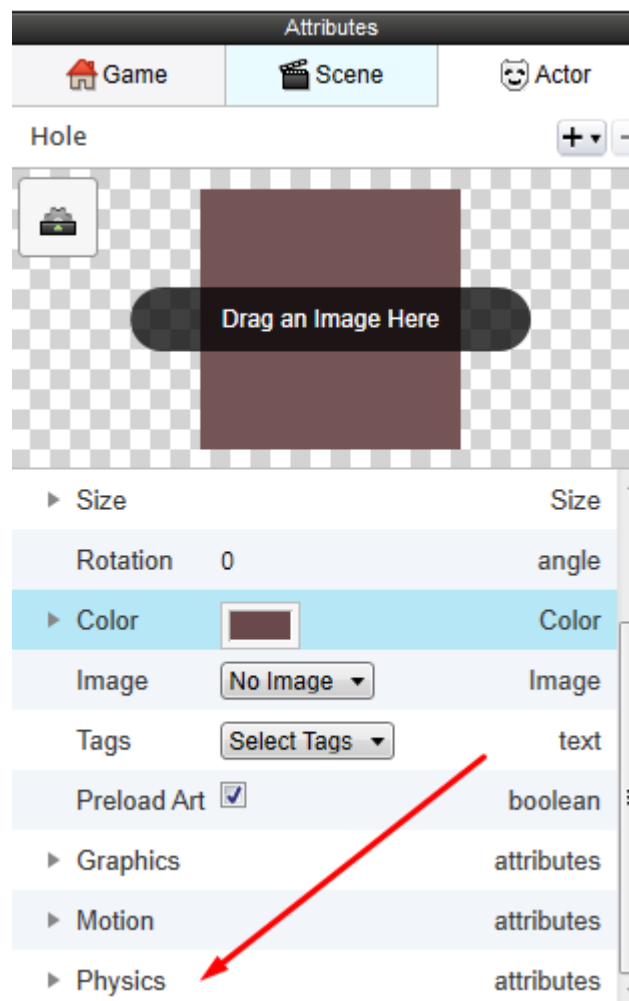 Attributes
Game Scene Actor
Hole
Drag an Image Here
Size Size
Rotation 0 angle
Color Color
Image No Image Image
Tags Select Tags text
Preload Art boolean
Graphics attributes
Motion attributes
Physics attributes